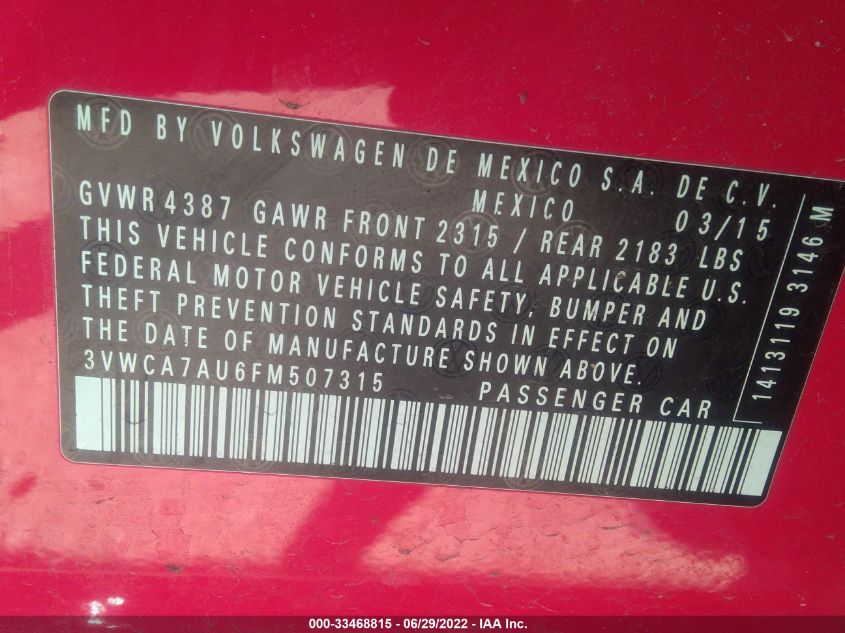 MFD BY VOLKSWAGEN DE MEXICO S.A. DE C.V.
MEXICO 03/15
GVWR 4387 GAWR FRONT 2315 / REAR 2183 LBS
THIS VEHICLE CONFORMS TO ALL APPLICABLE U.S.
FEDERAL MOTOR VEHICLE SAFETY, BUMPER AND
THEFT PREVENTION STANDARDS IN EFFECT ON
THE DATE OF MANUFACTURE SHOWN ABOVE.
3VWCA7AU6FM507315 PASSENGER CAR
1413119 3146 M
000-33468815 - 06/29/2022 - IAA Inc.